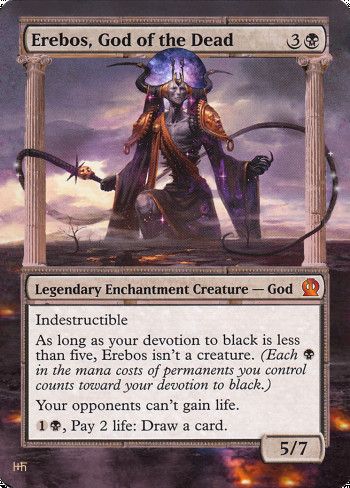 Erebos, God of the Dead 3
Legendary Enchantment Creature — God
Indestructible
As long as your devotion to black is less
than five, Erebos isn't a creature. (Each
in the mana costs of permanents you control
counts toward your devotion to black.)
Your opponents can't gain life.
1, Pay 2 life: Draw a card.
5/7